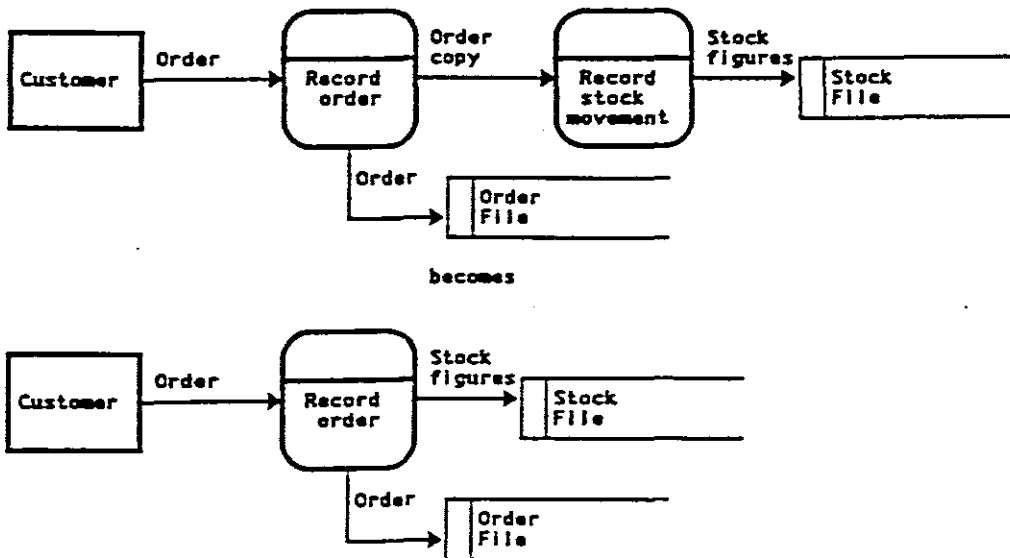 Customer
Order
Record
order
Order
copy
Record
stock
movement
Stock
figures
Stock
File
Order
Order
File
becomes
Customer
Order
Record
order
Stock
figures
Stock
File
Order
Order
File